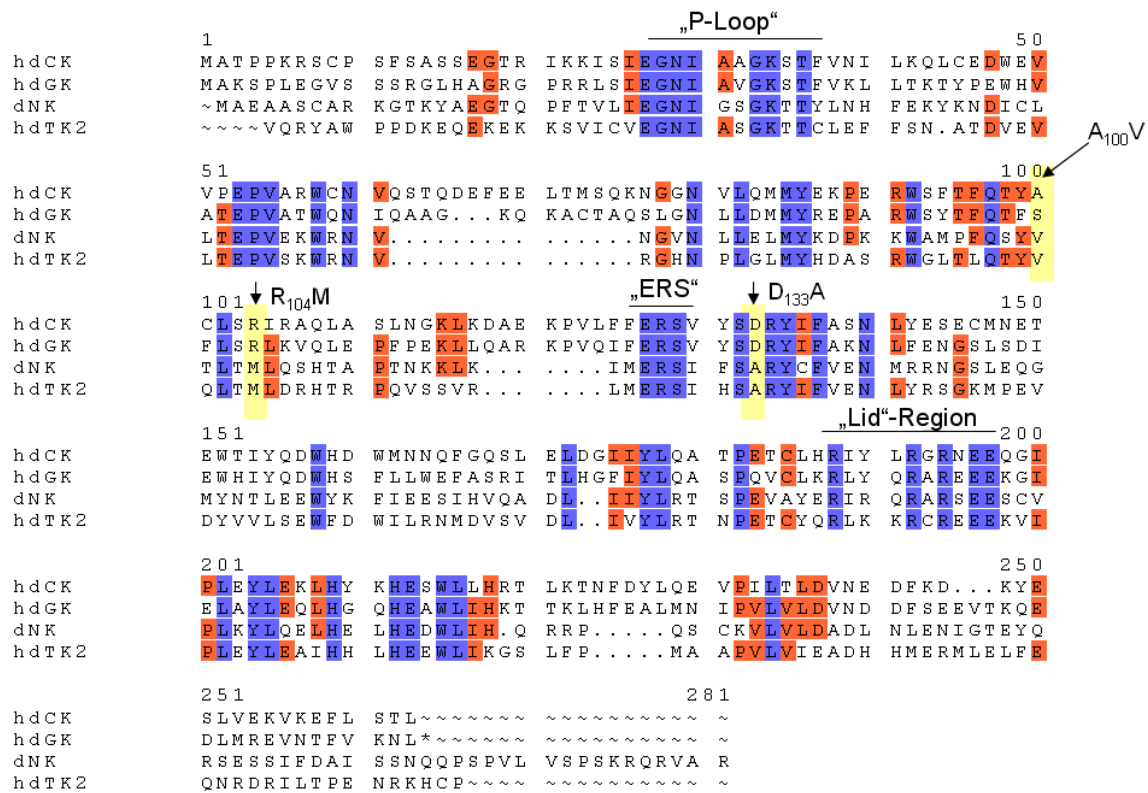 „P-Loop“
1 50
hdCK MATPPKRSCP SFSASSEGTR IKKISIEGNI AAGKSTFVNI LKQLCEDWEV
hdGK MAKSPLEGVS SSRGLHAGRG PRRLSIEGNI AVGKSTFVKL LTKTYPEWHV
dNK ~MAEAASCAR KGTKYAEGTQ PFTVLIEGNI GSGKTTYLNH FEKYKNDICL
hdTK2 ~~~~VQRYAW PPDKEQEKEK KSVICVEGNI ASGKTTCLEF FSN.ATDVEV
A100V
51 100
hdCK VPEPVARWCN VQSTQDEFEE LTMSQKNGGN VLQMMYEKPE RWSFTFQTYA
hdGK ATEPVATWQN IQAAG...KQ KACTAQSLGN LLDMMYREPA RWSYTFQTFS
dNK LTEPVEKWRN V......... .......NGVN LLELMYKDPK KWAMPFQSYV
hdTK2 LTEPVSKWRN V......... .......RGHN PLGLMYHDAS RWGLTLQTYV
101 R104M „ERS“ D133A 150
hdCK CLSRIRAQLA SLNGKLKDAE KPVLFFERSV YSDRYIFASN LYESECMNET
hdGK FLSRLKVQLE PFPEKLLQAR KPVQIFERSV YSDRYIFAKN LFENGSLSDI
dNK TLTMLQSHTA PTNKKLK... ....IMERSI FSARYCFVEN MRRNGSLEQG
hdTK2 QLTMLDRHTR PQVSSVR... ....LMERSI HSARYIFVEN LYRSGKMPEV
„Lid“-Region
151 200
hdCK EWTIYQDWHD WMNNQFGQSL ELDGIIYLQA TPETCLHRIY LRGRNEEQGI
hdGK EWHIYQDWHS FLLWEFASRI TLHGFIYLQA SPQVCLKRLY QRAREEEKGI
dNK MYNTLEEWYK FIEESIHVQA DL..IIYLRT SPEVAYERIR QRARSEESCV
hdTK2 DYVVLSEWFD WILRNMDVSV DL..IVYLRT NPETCYQRLK KRCREEEKVI
201 250
hdCK PLEYLEKLHY KHESWLLHRT LKTNFDYLQE VPILTLDVNE DFKD...KYE
hdGK ELAYLEQLHG QHEAWLIHKT TKLHFEALMN IPVLVLDVND DFSEEVTKQE
dNK PLKYLQELHE LHEDWLIH.Q RRP.....QS CKVLVLDADL NLENIGTEYQ
hdTK2 PLEYLEAIHH LHEEWLIKGS LFP.....MA APVLVIEADH HMERMLELFE
251 281
hdCK SLVEKVKEFL STL~~~~~~~ ~~~~~~~~~~ ~
hdGK DLMREVNTFV KNL*~~~~~~ ~~~~~~~~~~ ~
dNK RSESSIFDAI SSNQQPSPVL VSPSKRQRVA R
hdTK2 QNRDRILTPE NRKHCP~~~~ ~~~~~~~~~~ ~